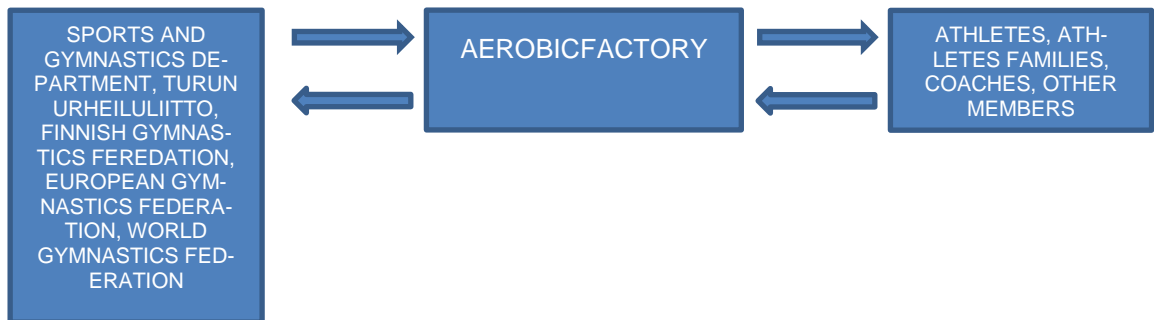 SPORTS AND
GYMNASTICS DE-
PARTMENT, TURUN
URHEILULIITTO,
FINNISH GYMNAS-
TICS FEREDATION,
EUROPEAN GYM-
NASTICS FEDERA-
TION, WORLD
GYMNASTICS FED-
ERATION
AEROBICFACTORY
ATHLETES, ATH-
LETES FAMILIES,
COACHES, OTHER
MEMBERS